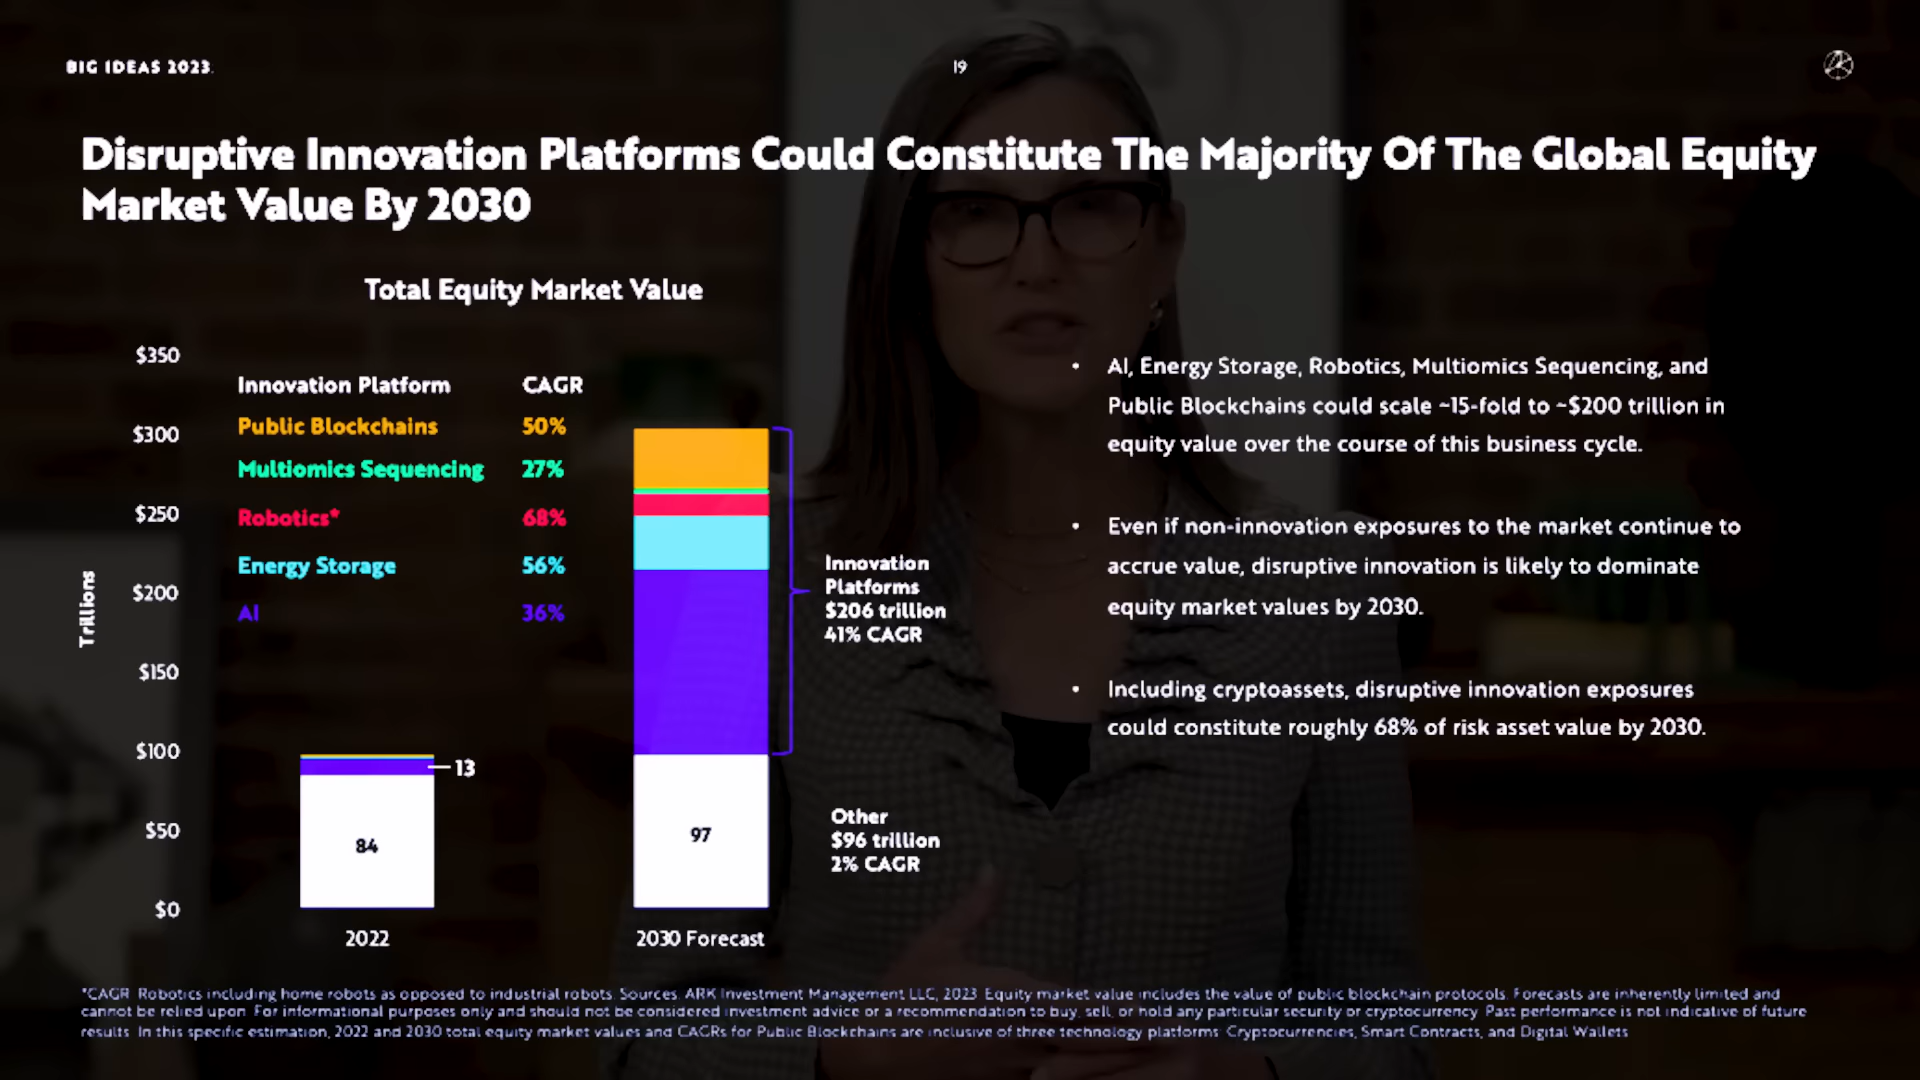 BIG IDEAS 2023.
19
Disruptive Innovation Platforms Could Constitute The Majority Of The Global Equity
Market Value By 2030
Total Equity Market Value
Trillions
$350
$300
$250
$200
$150
$100
$50
$0
Innovation Platform CAGR
Public Blockchains 50%
Multiomics Sequencing 27%
Robotics* 68%
Energy Storage 56%
AI 36%
13
84
97
2022
2030 Forecast
Innovation
Platforms
$206 trillion
41% CAGR
Other
$96 trillion
2% CAGR
• AI, Energy Storage, Robotics, Multiomics Sequencing, and
Public Blockchains could scale ~15-fold to ~$200 trillion in
equity value over the course of this business cycle.
• Even if non-innovation exposures to the market continue to
accrue value, disruptive innovation is likely to dominate
equity market values by 2030.
• Including cryptoassets, disruptive innovation exposures
could constitute roughly 68% of risk asset value by 2030.
*CAGR Robotics including home robots as opposed to industrial robots. Sources: ARK Investment Management LLC, 2023. Equity market value includes the value of public blockchain protocols. Forecasts are inherently limited and
cannot be relied upon. For informational purposes only and should not be considered investment advice or a recommendation to buy, sell, or hold any particular security or cryptocurrency. Past performance is not indicative of future
results. In this specific estimation, 2022 and 2030 total equity market values and CAGRs for Public Blockchains are inclusive of three technology platforms: Cryptocurrencies, Smart Contracts, and Digital Wallets